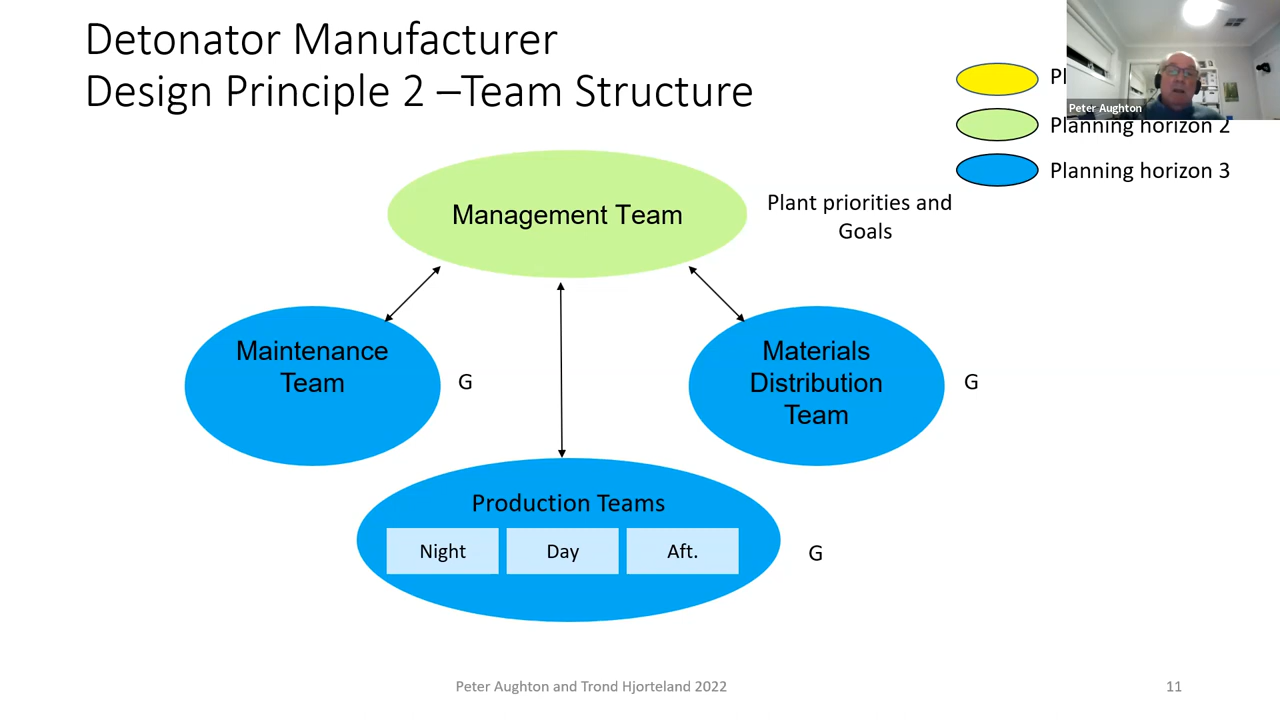 Detonator Manufacturer
Design Principle 2 –Team Structure
Peter Aughton
Planning horizon 2
Planning horizon 3
Management Team
Plant priorities and
Goals
Maintenance
Team
G
Materials
Distribution
Team
G
Production Teams
Night
Day
Aft.
G
Peter Aughton and Trond Hjorteland 2022
11